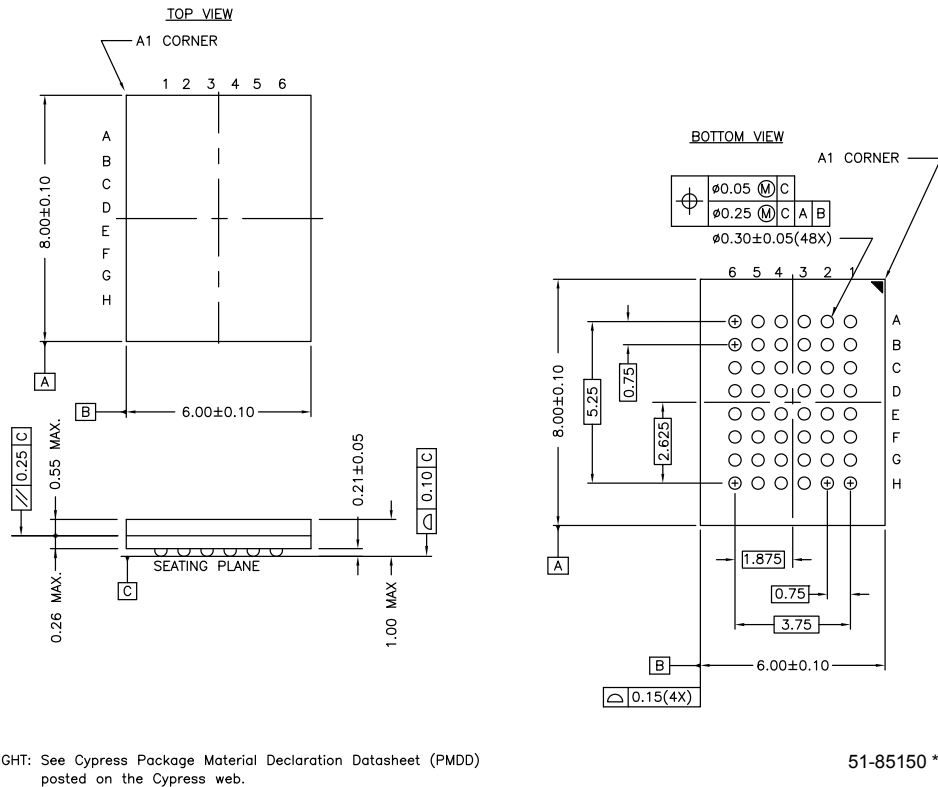 TOP VIEW
A1 CORNER
1 2 3 4 5 6
A
B
C
D
E
F
G
H
8.00±0.10
A
B
6.00±0.10
// 0.25 C
0.55 MAX.
0.26 MAX.
0.21±0.05
0.10 C
1.00 MAX
SEATING PLANE
C
BOTTOM VIEW
A1 CORNER
ø0.05 Ⓜ C
ø0.25 Ⓜ C A B
ø0.30±0.05(48X)
6 5 4 3 2 1
A
B
C
D
E
F
G
H
8.00±0.10
5.25
0.75
2.625
A
1.875
0.75
3.75
B
6.00±0.10
0.15(4X)
GHT: See Cypress Package Material Declaration Datasheet (PMDD)
posted on the Cypress web.
51-85150 *